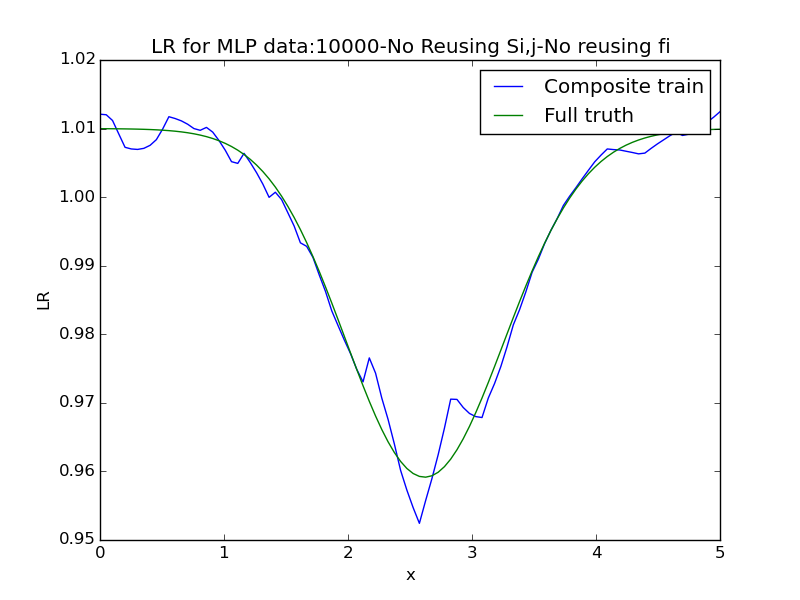 LR for MLP data:10000-No Reusing Si,j-No reusing fi
1.02
Composite train
Full truth
1.01
1.00
0.99
LR
0.98
0.97
0.96
0.95
0 1 2 3 4 5
x